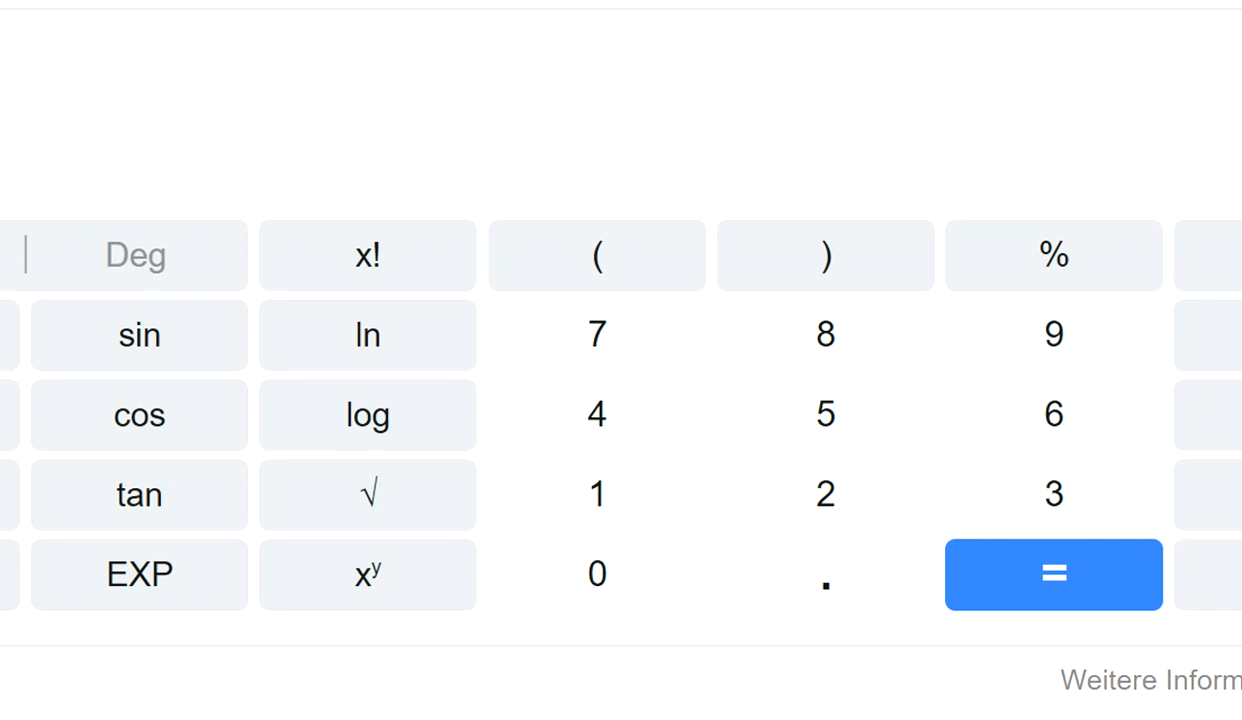 Deg x! ( ) %
sin ln 7 8 9
cos log 4 5 6
tan √ 1 2 3
EXP xʸ 0 . =
Weitere Inform